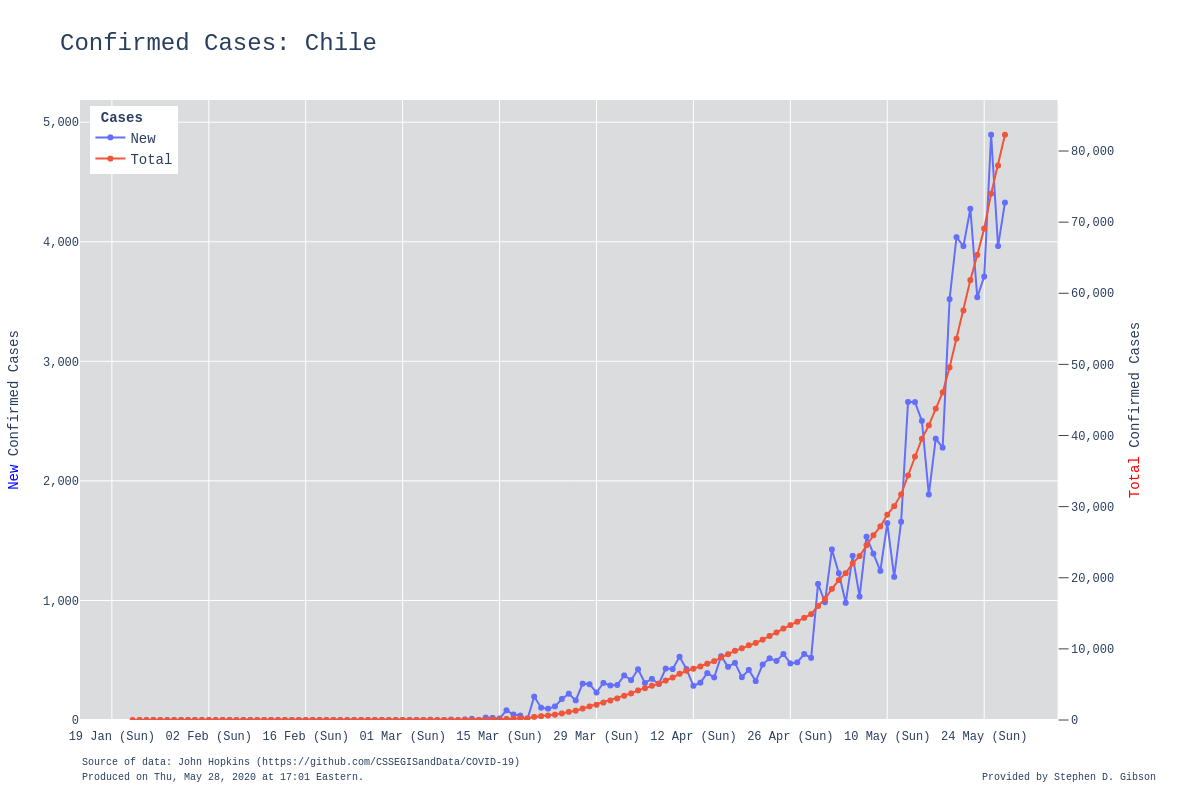 Confirmed Cases: Chile
Cases
New
Total
5,000
4,000
3,000
2,000
1,000
0
80,000
70,000
60,000
50,000
40,000
30,000
20,000
10,000
0
New Confirmed Cases
Total Confirmed Cases
19 Jan (Sun) 02 Feb (Sun) 16 Feb (Sun) 01 Mar (Sun) 15 Mar (Sun) 29 Mar (Sun) 12 Apr (Sun) 26 Apr (Sun) 10 May (Sun) 24 May (Sun)
Source of data: John Hopkins (https://github.com/CSSEGISandData/COVID-19)
Produced on Thu, May 28, 2020 at 17:01 Eastern.
Provided by Stephen D. Gibson